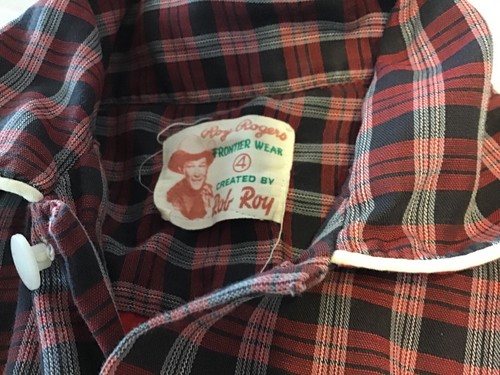 Roy Rogers
FRONTIER WEAR
4
CREATED BY
Rob Roy